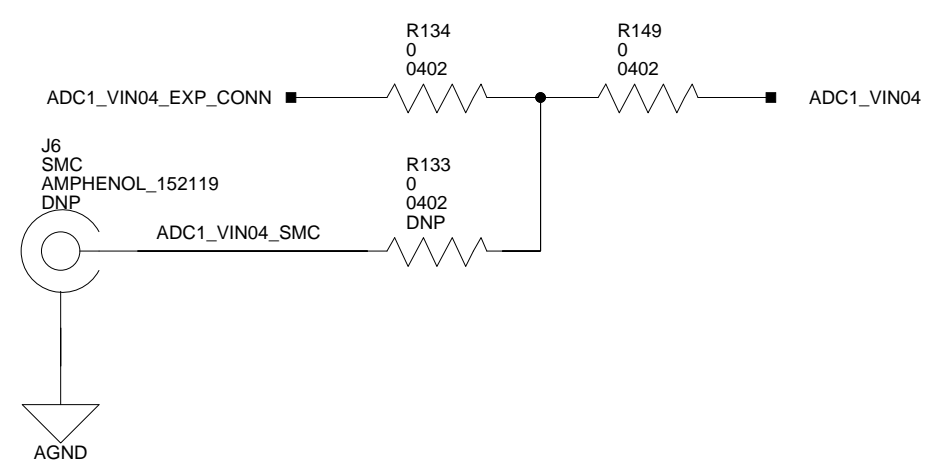 R134
0
0402
R149
0
0402
ADC1_VIN04_EXP_CONN
ADC1_VIN04
J6
SMC
AMPHENOL_152119
DNP
R133
0
0402
DNP
ADC1_VIN04_SMC
AGND